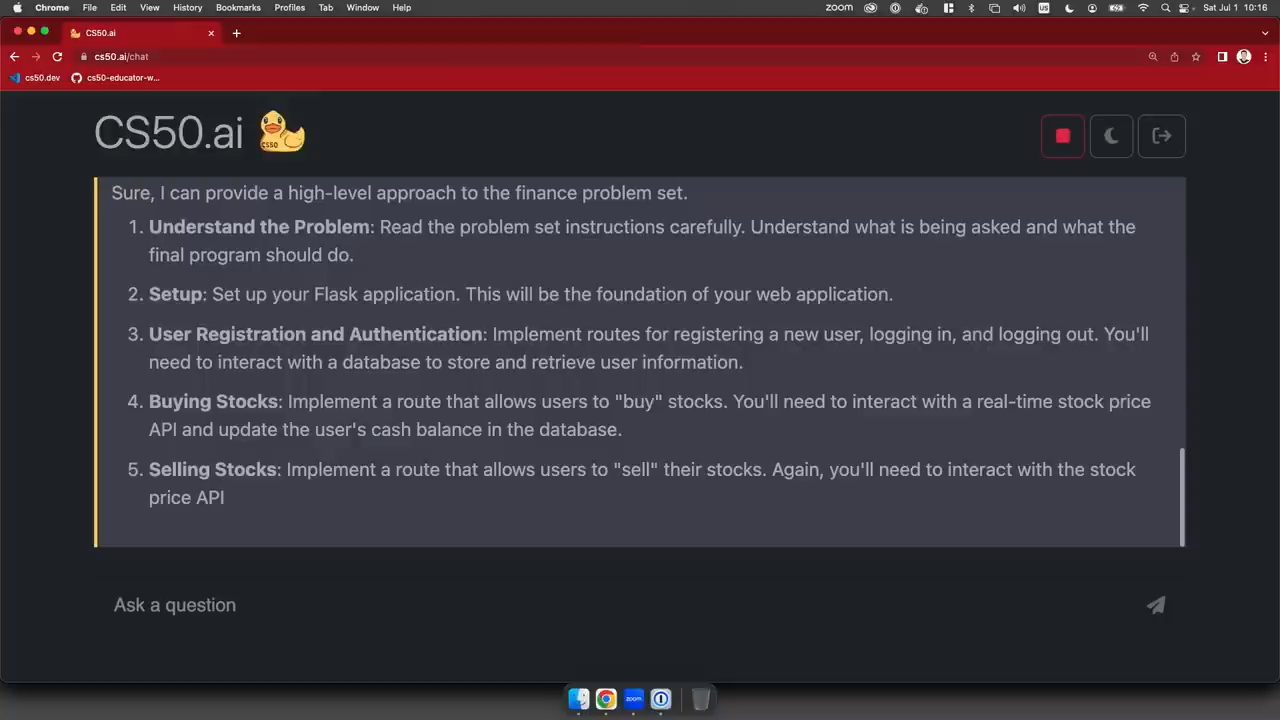 Chrome File Edit View History Bookmarks Profiles Tab Window Help zoom US Sat Jul 1 10:16
CS50.ai
cs50.ai/chat
cs50.dev cs50-educator-w...
CS50.ai
CS50
Sure, I can provide a high-level approach to the finance problem set.
1. Understand the Problem: Read the problem set instructions carefully. Understand what is being asked and what the
final program should do.
2. Setup: Set up your Flask application. This will be the foundation of your web application.
3. User Registration and Authentication: Implement routes for registering a new user, logging in, and logging out. You'll
need to interact with a database to store and retrieve user information.
4. Buying Stocks: Implement a route that allows users to "buy" stocks. You'll need to interact with a real-time stock price
API and update the user's cash balance in the database.
5. Selling Stocks: Implement a route that allows users to "sell" their stocks. Again, you'll need to interact with the stock
price API
Ask a question
zoom